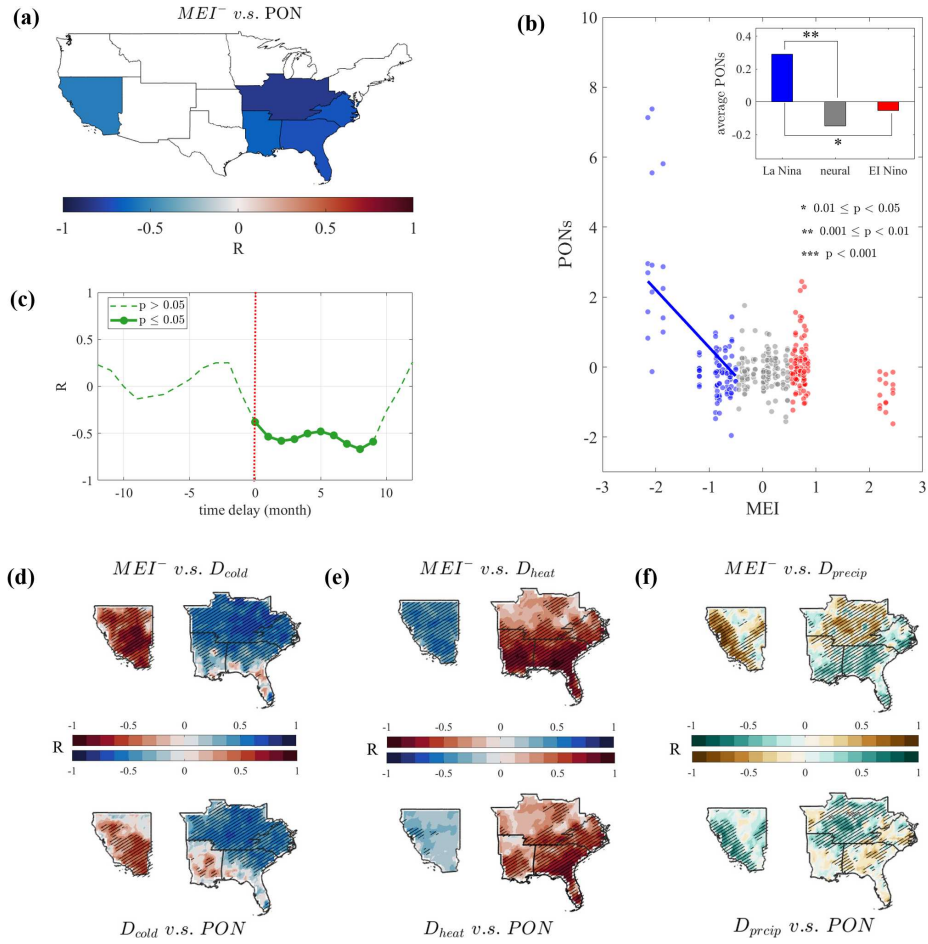 (a)
MEI⁻ v.s. PON
-1 -0.5 0 0.5 1
R
(b)
10
8
6
4
2
0
-2
PONs
-3 -2 -1 0 1 2 3
MEI
0.4
0.2
0
-0.2
average PONs
**
*
La Nina neural EI Nino
* 0.01 ≤ p < 0.05
** 0.001 ≤ p < 0.01
*** p < 0.001
(c)
1
0.5
0
-0.5
-1
R
p > 0.05
p ≤ 0.05
-10 -5 0 5 10
time delay (month)
(d)
MEI⁻ v.s. D_cold
-1 -0.5 0 0.5 1
R
-1 -0.5 0 0.5 1
D_cold v.s. PON
(e)
MEI⁻ v.s. D_heat
-1 -0.5 0 0.5 1
R
-1 -0.5 0 0.5 1
D_heat v.s. PON
(f)
MEI⁻ v.s. D_precip
-1 -0.5 0 0.5 1
R
-1 -0.5 0 0.5 1
D_prcip v.s. PON